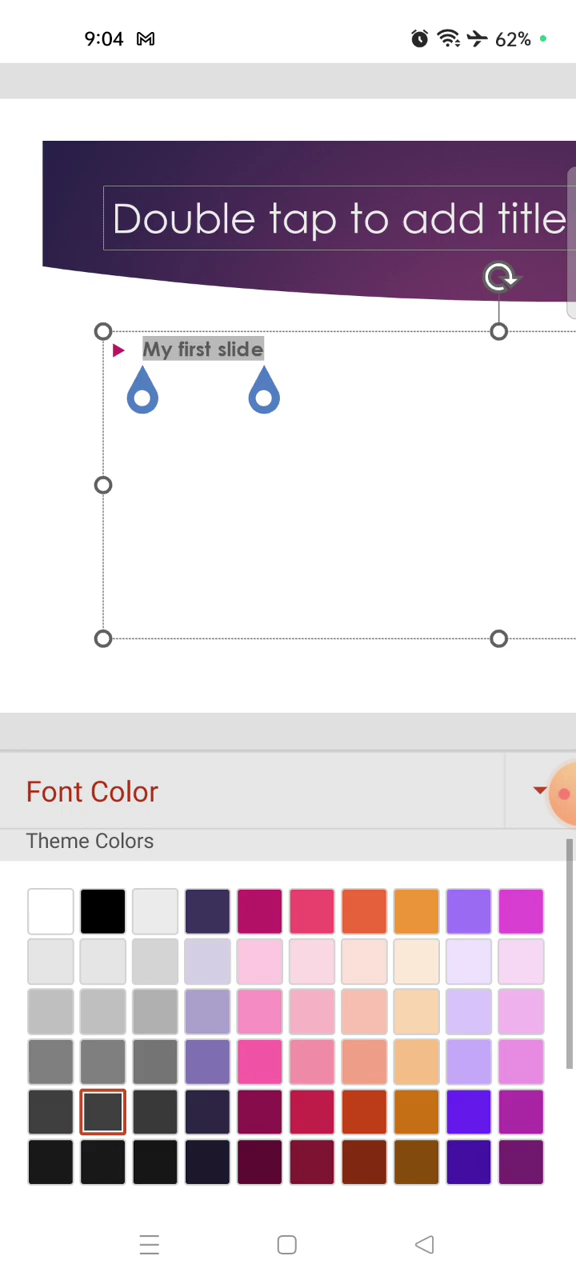 9:04
62%
Double tap to add title
My first slide
Font Color
Theme Colors